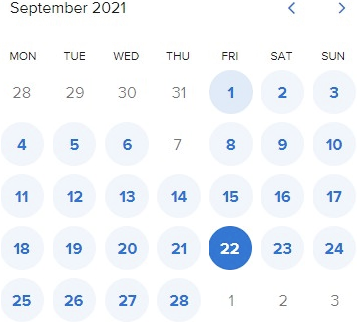 September 2021
MON TUE WED THU FRI SAT SUN
28 29 30 31 1 2 3
4 5 6 7 8 9 10
11 12 13 14 15 16 17
18 19 20 21 22 23 24
25 26 27 28 1 2 3